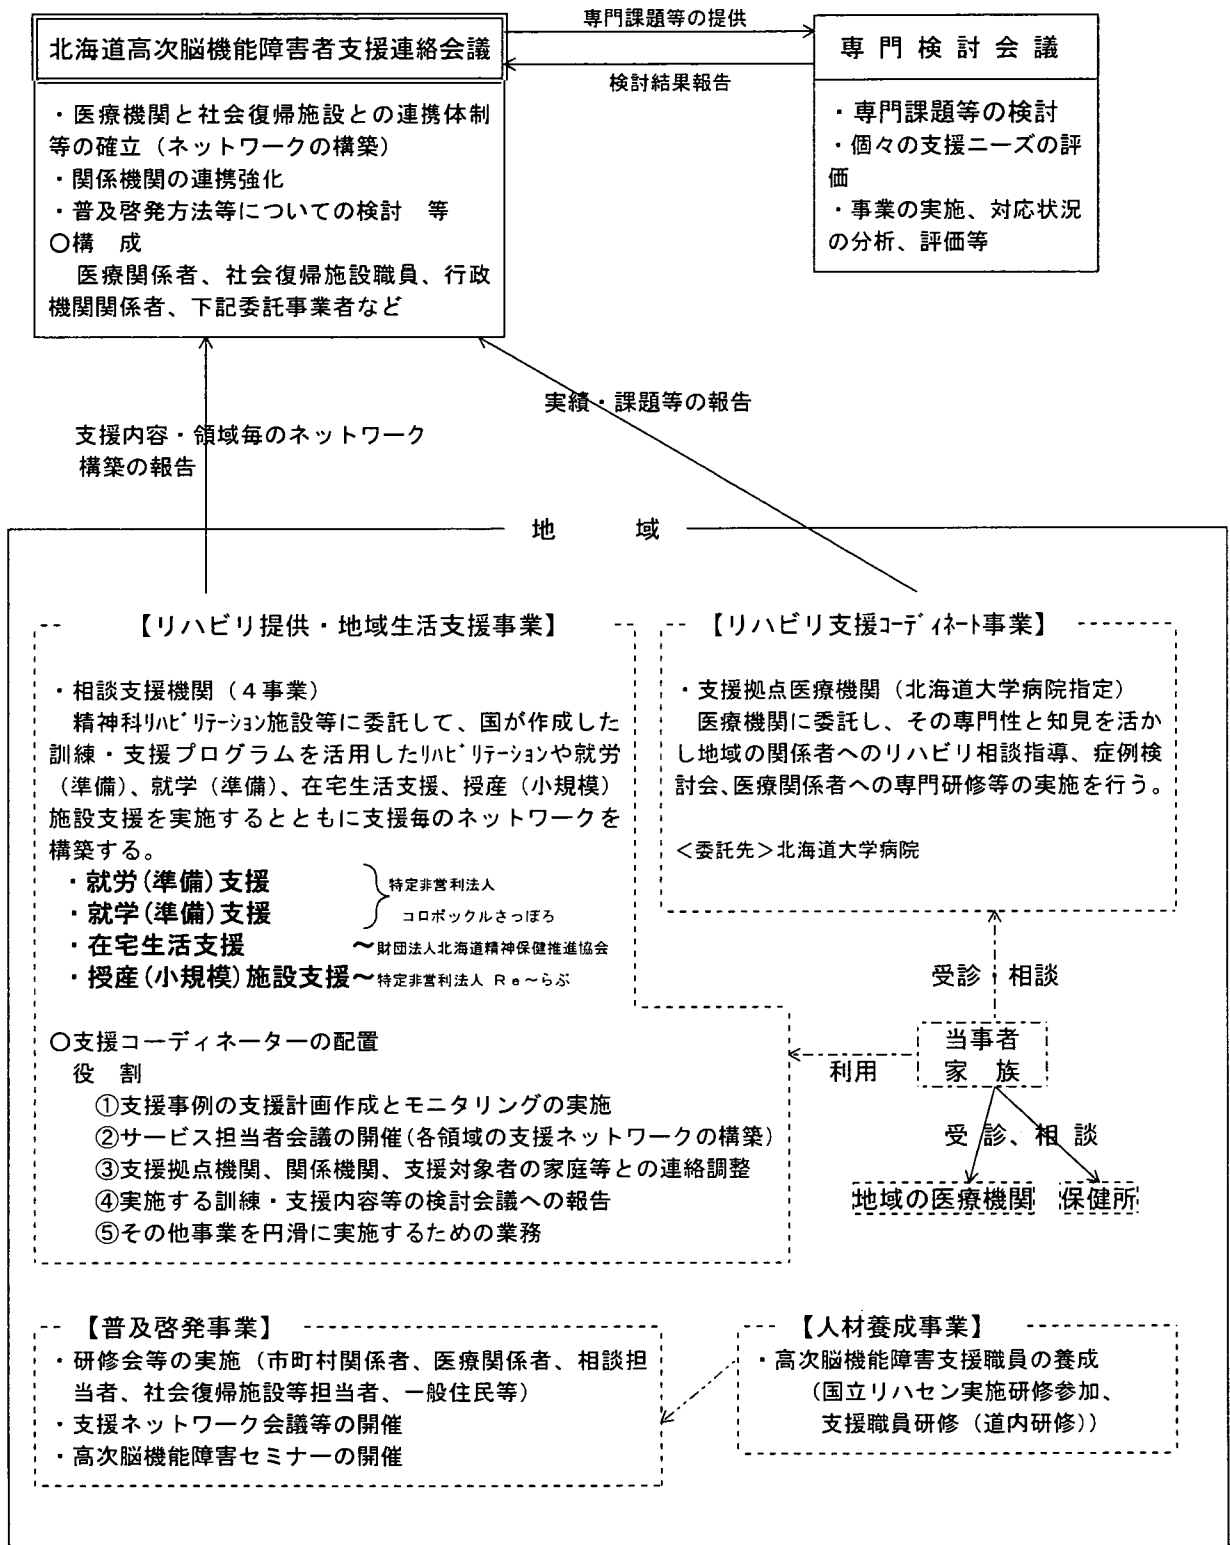 専門課題等の提供
北海道高次脳機能障害者支援連絡会議
専門検討会議
検討結果報告
・医療機関と社会復帰施設との連携体制
等の確立（ネットワークの構築）
・関係機関の連携強化
・普及啓発方法等についての検討　等
〇構　成
医療関係者、社会復帰施設職員、行政
機関関係者、下記委託事業者など
・専門課題等の検討
・個々の支援ニーズの評
価
・事業の実施、対応状況
の分析、評価等
実績・課題等の報告
支援内容・領域毎のネットワーク
構築の報告
地　域
【リハビリ提供・地域生活支援事業】
・相談支援機関（４事業）
精神科ﾘﾊﾋﾞﾘﾃｰｼｮﾝ施設等に委託して、国が作成した
訓練・支援プログラムを活用したﾘﾊﾋﾞﾘﾃｰｼｮﾝや就労
（準備）、就学（準備）、在宅生活支援、授産（小規模）
施設支援を実施するとともに支援毎のネットワークを
構築する。
・就労(準備)支援
・就学(準備)支援
特定非営利法人
コロポックルさっぽろ
・在宅生活支援　～財団法人北海道精神保健推進協会
・授産(小規模)施設支援～特定非営利法人 Ｒｅ～らぶ
〇支援コーディネーターの配置
役　割
①支援事例の支援計画作成とモニタリングの実施
②サービス担当者会議の開催(各領域の支援ネットワークの構築)
③支援拠点機関、関係機関、支援対象者の家庭等との連絡調整
④実施する訓練・支援内容等の検討会議への報告
⑤その他事業を円滑に実施するための業務
【リハビリ支援ｺｰﾃﾞｨﾈｰﾄ事業】
・支援拠点医療機関（北海道大学病院指定）
医療機関に委託し、その専門性と知見を活か
し地域の関係者へのリハビリ相談指導、症例検
討会、医療関係者への専門研修等の実施を行う。
＜委託先＞北海道大学病院
受診・相談
当事者
家　族
利用
受診、相談
地域の医療機関
保健所
【普及啓発事業】
・研修会等の実施（市町村関係者、医療関係者、相談担
当者、社会復帰施設等担当者、一般住民等）
・支援ネットワーク会議等の開催
・高次脳機能障害セミナーの開催
【人材養成事業】
・高次脳機能障害支援職員の養成
（国立リハセン実施研修参加、
支援職員研修（道内研修））